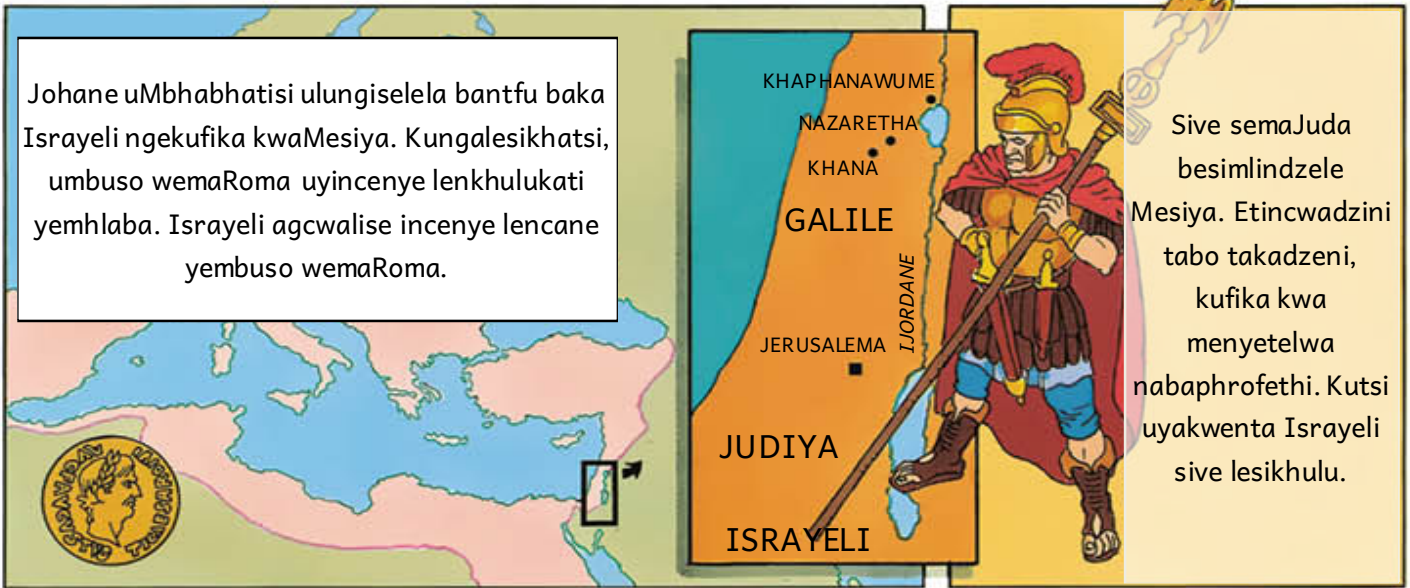 Johane uMbhabhatisi ulungiselela bantfu baka
Israyeli ngekufika kwaMesiya. Kungalesikhatsi,
umbuso wemaRoma uyincenye lenkhulukati
yemhlaba. Israyeli agcwalise incenye lencane
yembuso wemaRoma.
KHAPHANAWUME
NAZARETHA
KHANA
GALILE
IJORDANE
JERUSALEMA
JUDIYA
ISRAYELI
Sive semaJuda
besimlindzele
Mesiya. Etincwadzini
tabo takadzeni,
kufika kwa
menyetelwa
nabaphrofethi. Kutsi
uyakwenta Israyeli
sive lesikhulu.